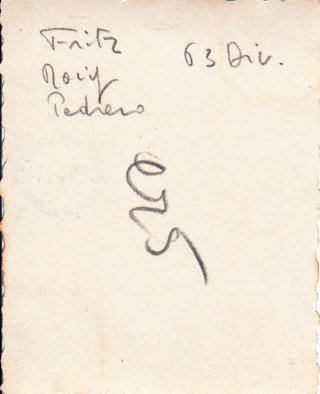 Fritz 63 Div.
Roig
Pedrero